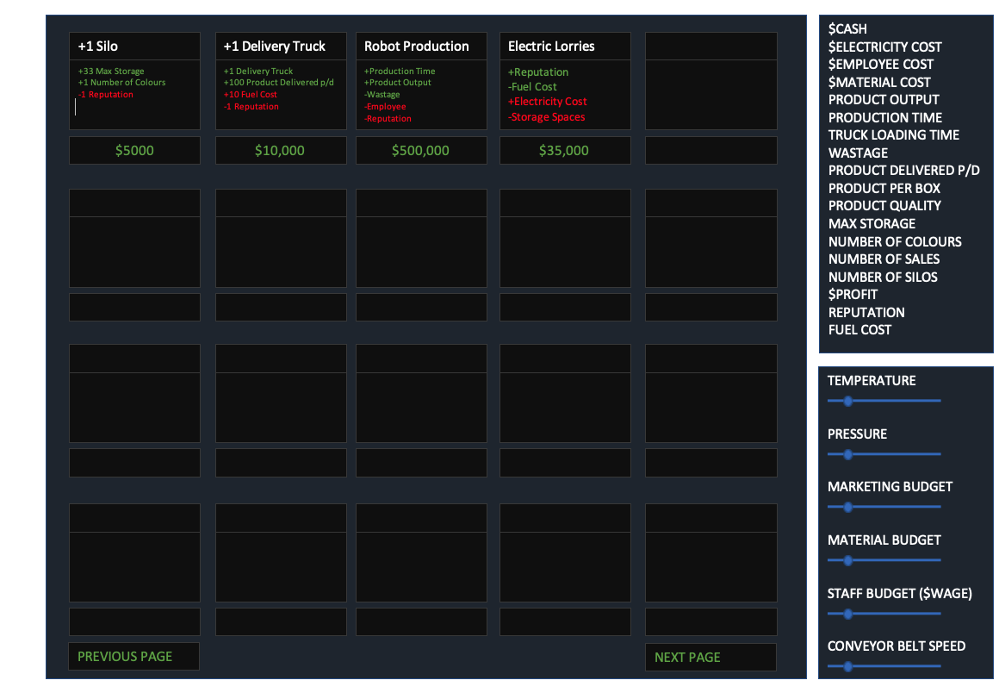 +1 Silo
+33 Max Storage
+1 Number of Colours
-1 Reputation
$5000
+1 Delivery Truck
+1 Delivery Truck
+100 Product Delivered p/d
+10 Fuel Cost
-1 Reputation
$10,000
Robot Production
+Production Time
+Product Output
-Wastage
-Employee
-Reputation
$500,000
Electric Lorries
+Reputation
-Fuel Cost
+Electricity Cost
-Storage Spaces
$35,000
PREVIOUS PAGE
NEXT PAGE
$CASH
$ELECTRICITY COST
$EMPLOYEE COST
$MATERIAL COST
PRODUCT OUTPUT
PRODUCTION TIME
TRUCK LOADING TIME
WASTAGE
PRODUCT DELIVERED P/D
PRODUCT PER BOX
PRODUCT QUALITY
MAX STORAGE
NUMBER OF COLOURS
NUMBER OF SALES
NUMBER OF SILOS
$PROFIT
REPUTATION
FUEL COST
TEMPERATURE
PRESSURE
MARKETING BUDGET
MATERIAL BUDGET
STAFF BUDGET ($WAGE)
CONVEYOR BELT SPEED